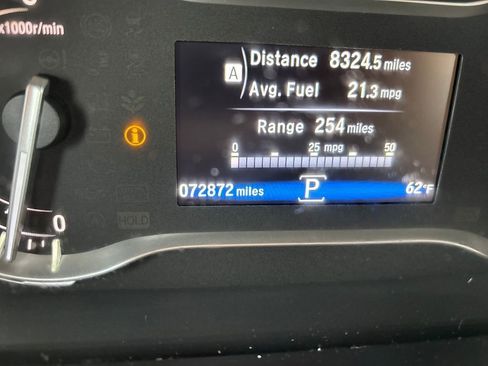 0
x1000r/min
A
Distance 8324.5 miles
Avg. Fuel 21.3 mpg
Range 254 miles
0 25 mpg 50
072872 miles P 62°F
0
HOLD